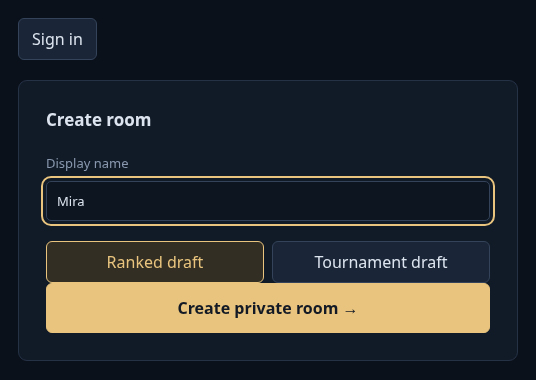 Sign in
Create room
Display name
Mira
Ranked draft
Tournament draft
Create private room →